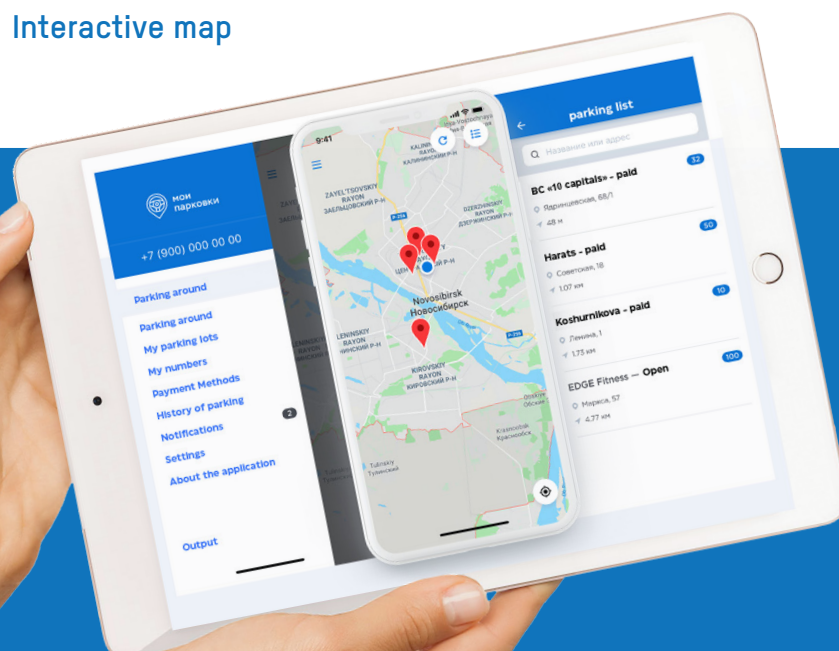 Interactive map
мои
парковки
+7 (900) 000 00 00
Parking around
Parking around
My parking lots
My numbers
Payment Methods
History of parking
Notifications
2
Settings
About the application
Output
9:41
ZAYEL'TSOVSKIY
RAYON
ЗАЕЛЬЦОВСКИЙ Р-Н
КАЛИНИНСКИЙ Р-Н
DZERZHINSKIY
RAYON
ДЗЕРЖИНСКИЙ Р-Н
P-256
Novosibirsk
Новосибирск
LENINSKIY
RAYON
P-256
KIROVSKIY
RAYON
КИРОВСКИЙ Р-Н
Krasnoobsk
Краснообск
Tulinskiy
Тулинский
parking list
Название или адрес
BC «10 capitals» - paid
32
Ядринцевская, 68/1
48 м
Harats - paid
50
Советская, 18
1.07 км
Koshurnikova - paid
10
Ленина, 1
1.73 км
EDGE Fitness — Open
100
Маркса, 57
4.77 км